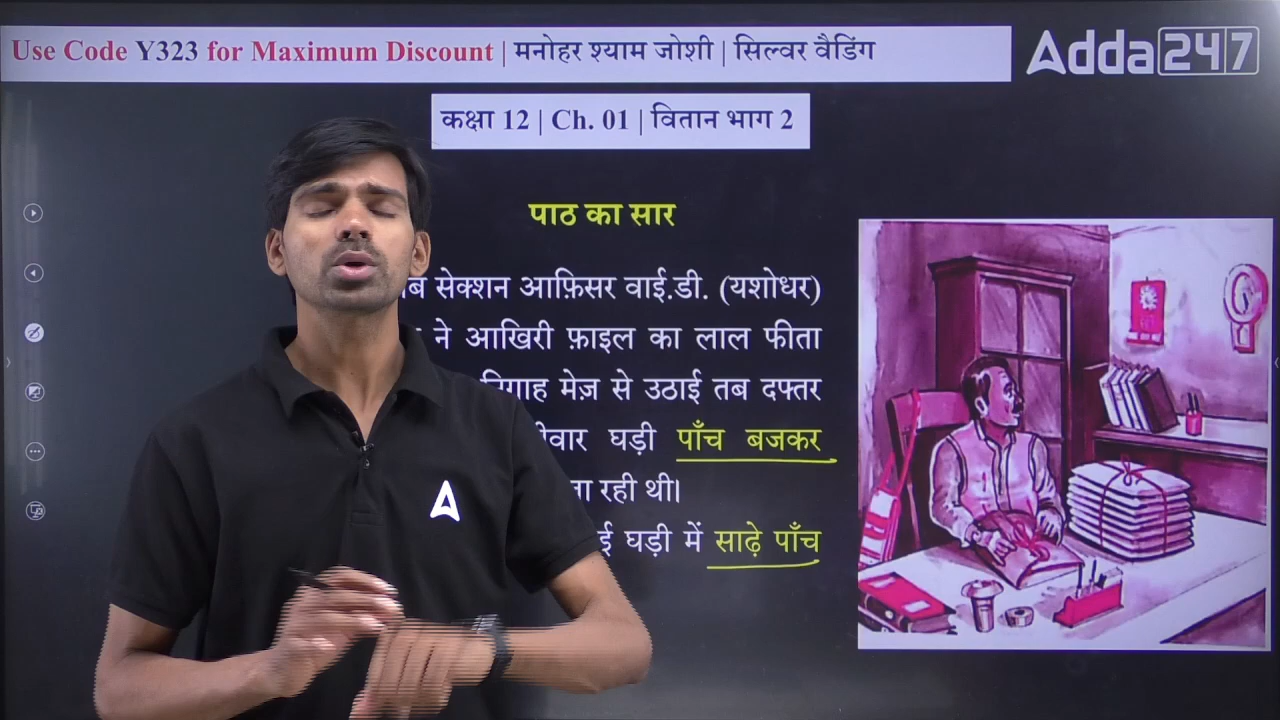 Use Code Y323 for Maximum Discount | मनोहर श्याम जोशी | सिल्वर वैडिंग
Adda247
कक्षा 12 | Ch. 01 | वितान भाग 2
पाठ का सार
सेक्शन आफ़िसर वाई.डी. (यशोधर)
ने आखिरी फ़ाइल का लाल फीता
मेज़ से उठाई तब दफ्तर
घड़ी पाँच बजकर
रही थी।
घड़ी में साढ़े पाँच